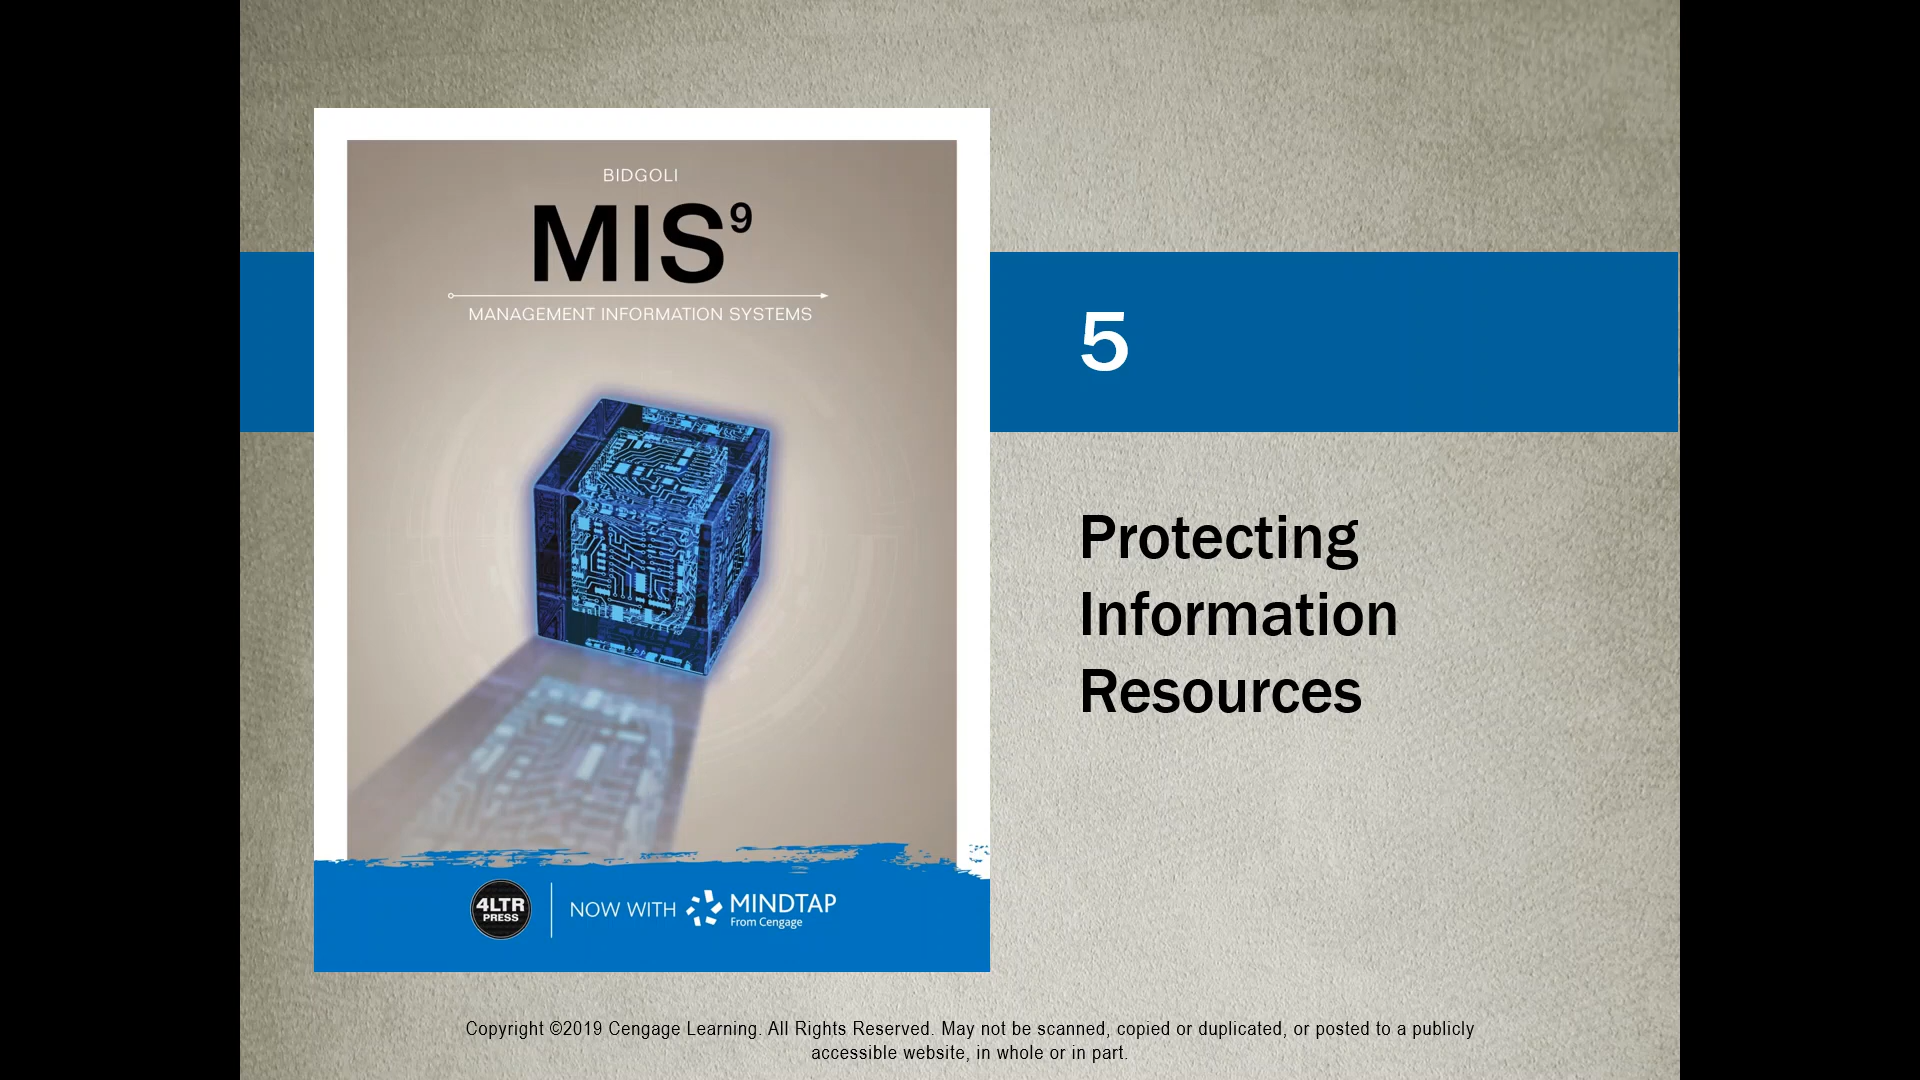 BIDGOLI
MIS9
MANAGEMENT INFORMATION SYSTEMS
4LTR
PRESS
NOW WITH
MINDTAP
From Cengage
5
Protecting
Information
Resources
Copyright ©2019 Cengage Learning. All Rights Reserved. May not be scanned, copied or duplicated, or posted to a publicly
accessible website, in whole or in part.